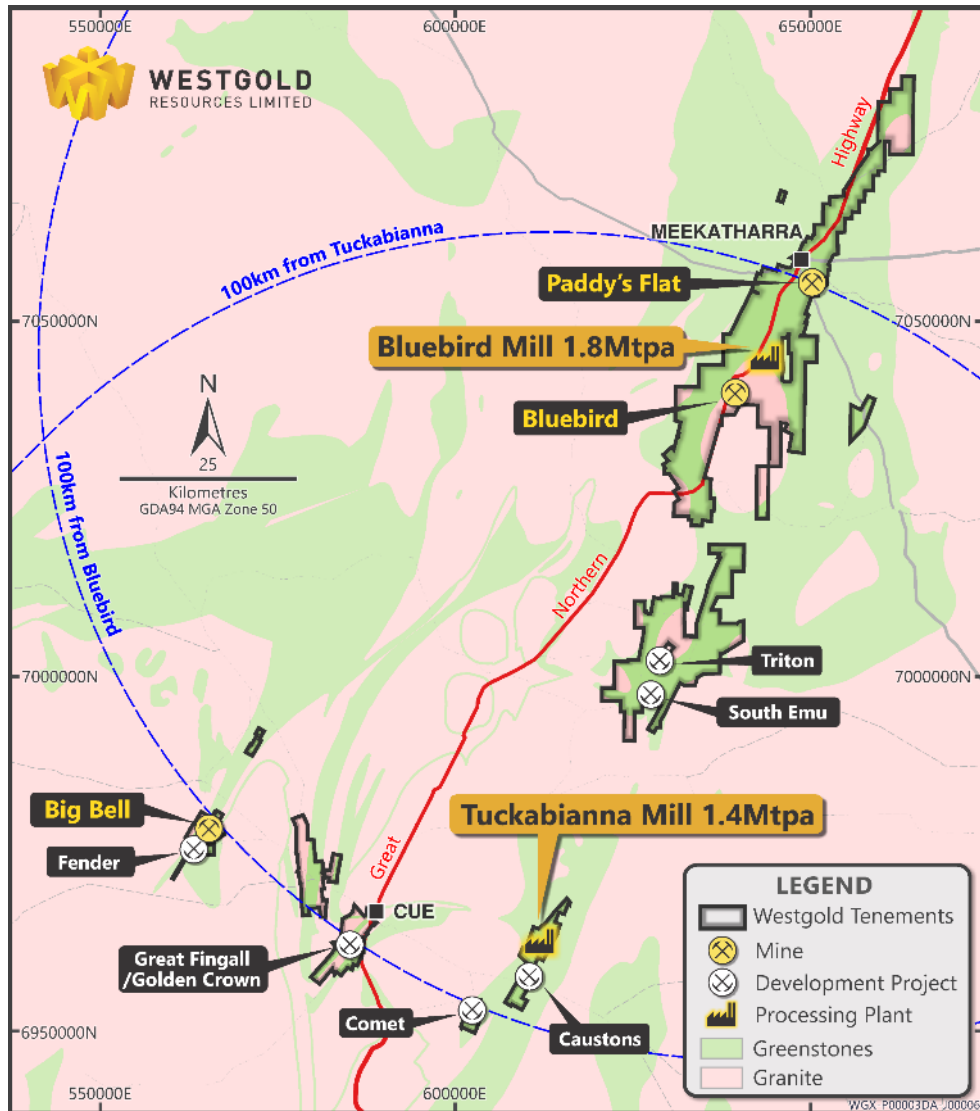 550000E
600000E
650000E
WESTGOLD
RESOURCES LIMITED
Highway
100km from Tuckabianna
MEEKATHARRA
Paddy's Flat
7050000N
7050000N
Bluebird Mill 1.8Mtpa
Bluebird
N
25
Kilometres
GDA94 MGA Zone 50
100km from Bluebird
Northern
Triton
7000000N
7000000N
South Emu
Big Bell
Tuckabianna Mill 1.4Mtpa
Fender
Great
CUE
Great Fingall
/Golden Crown
Comet
Caustons
6950000N
LEGEND
Westgold Tenements
Mine
Development Project
Processing Plant
Greenstones
Granite
550000E
600000E